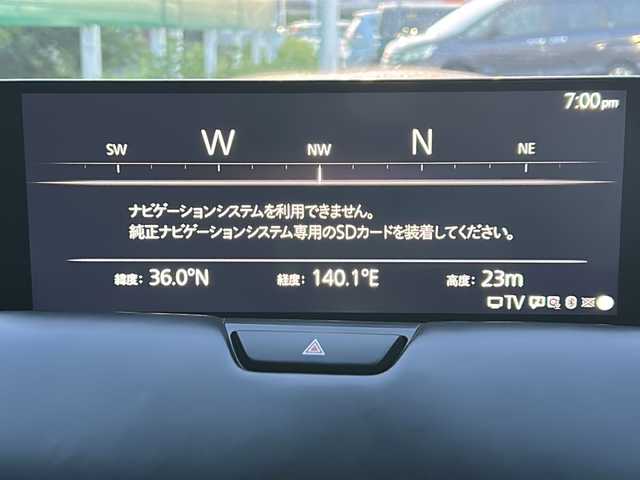 7:00pm
SW W NW N NE
ナビゲーションシステムを利用できません。
純正ナビゲーションシステム専用のSDカードを装着してください。
緯度: 36.0°N 経度: 140.1°E 高度: 23m
TV